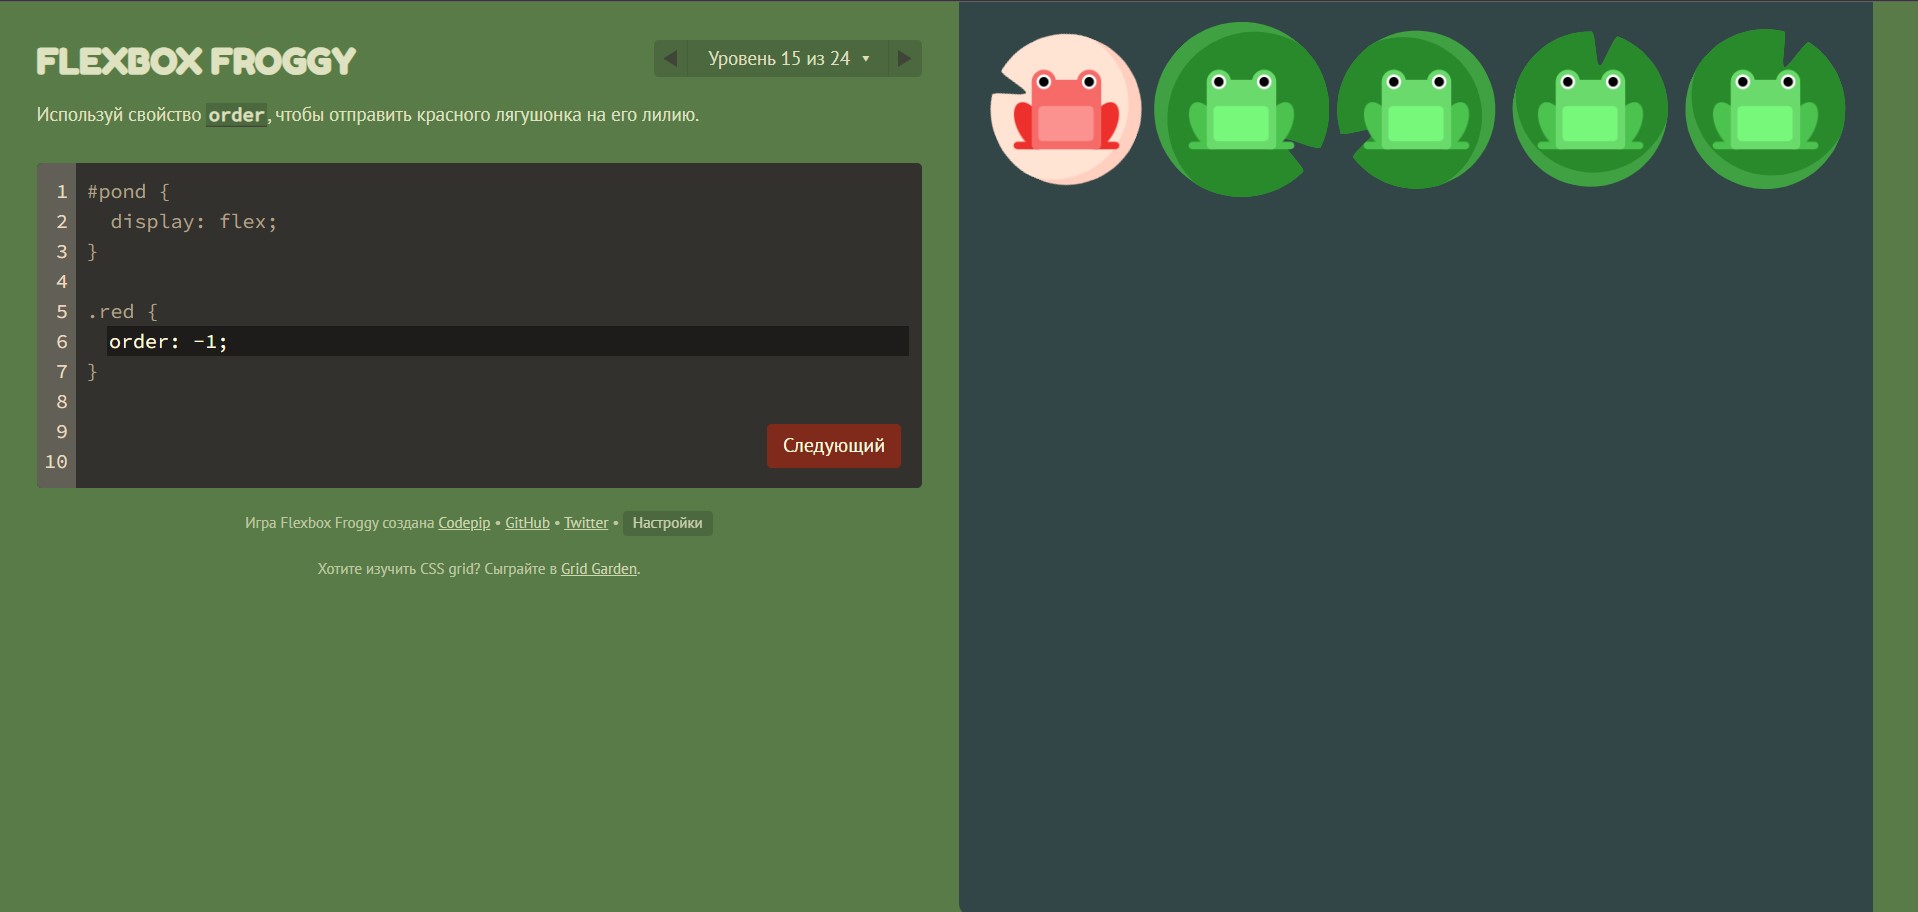 FLEXBOX FROGGY
Уровень 15 из 24 ▼
Используй свойство order, чтобы отправить красного лягушонка на его лилию.
1 #pond {
2   display: flex;
3 }
4
5 .red {
6   order: -1;
7 }
8
9
10
Следующий
Игра Flexbox Froggy создана Codepip • GitHub • Twitter • Настройки
Хотите изучить CSS grid? Сыграйте в Grid Garden.